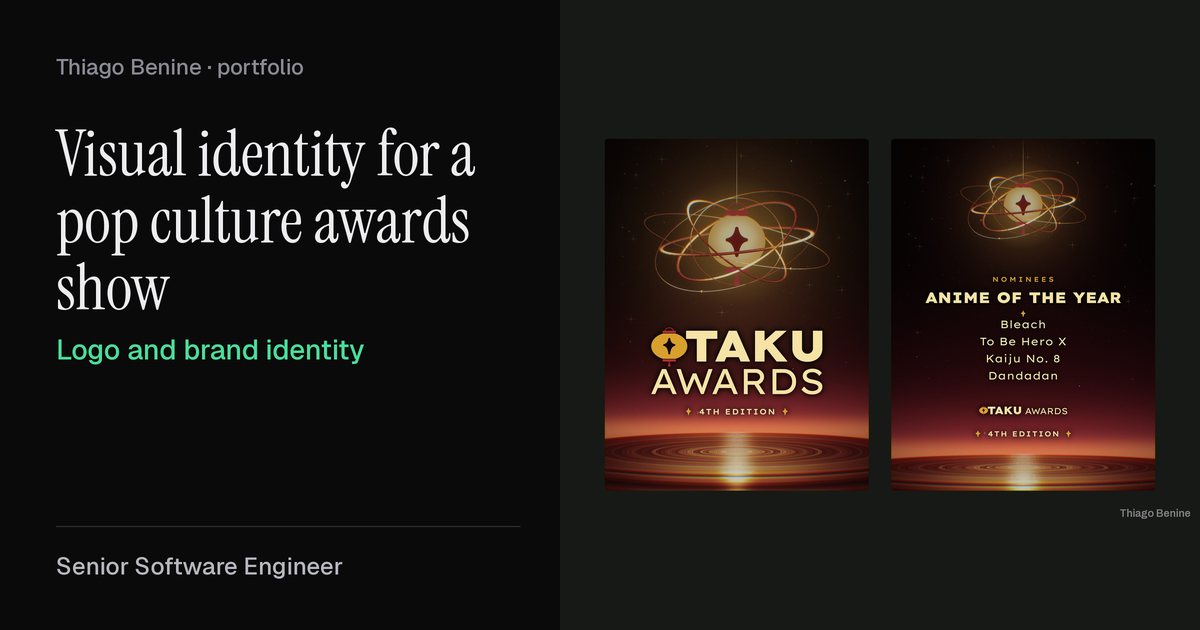 Thiago Benine · portfolio
Visual identity for a
pop culture awards
show
Logo and brand identity
Senior Software Engineer
OTAKU
AWARDS
4TH EDITION
NOMINEES
ANIME OF THE YEAR
Bleach
To Be Hero X
Kaiju No. 8
Dandadan
OTAKU AWARDS
4TH EDITION
Thiago Benine